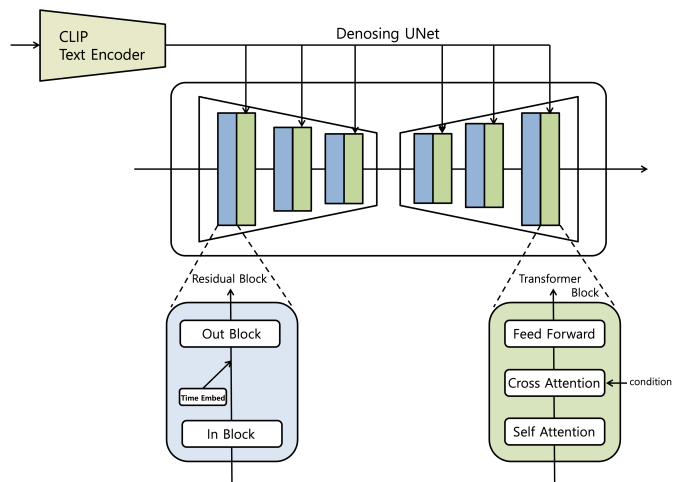 CLIP
Text Encoder
Denosing UNet
Residual Block
Out Block
Time Embed
In Block
Transformer
Block
Feed Forward
Cross Attention
condition
Self Attention